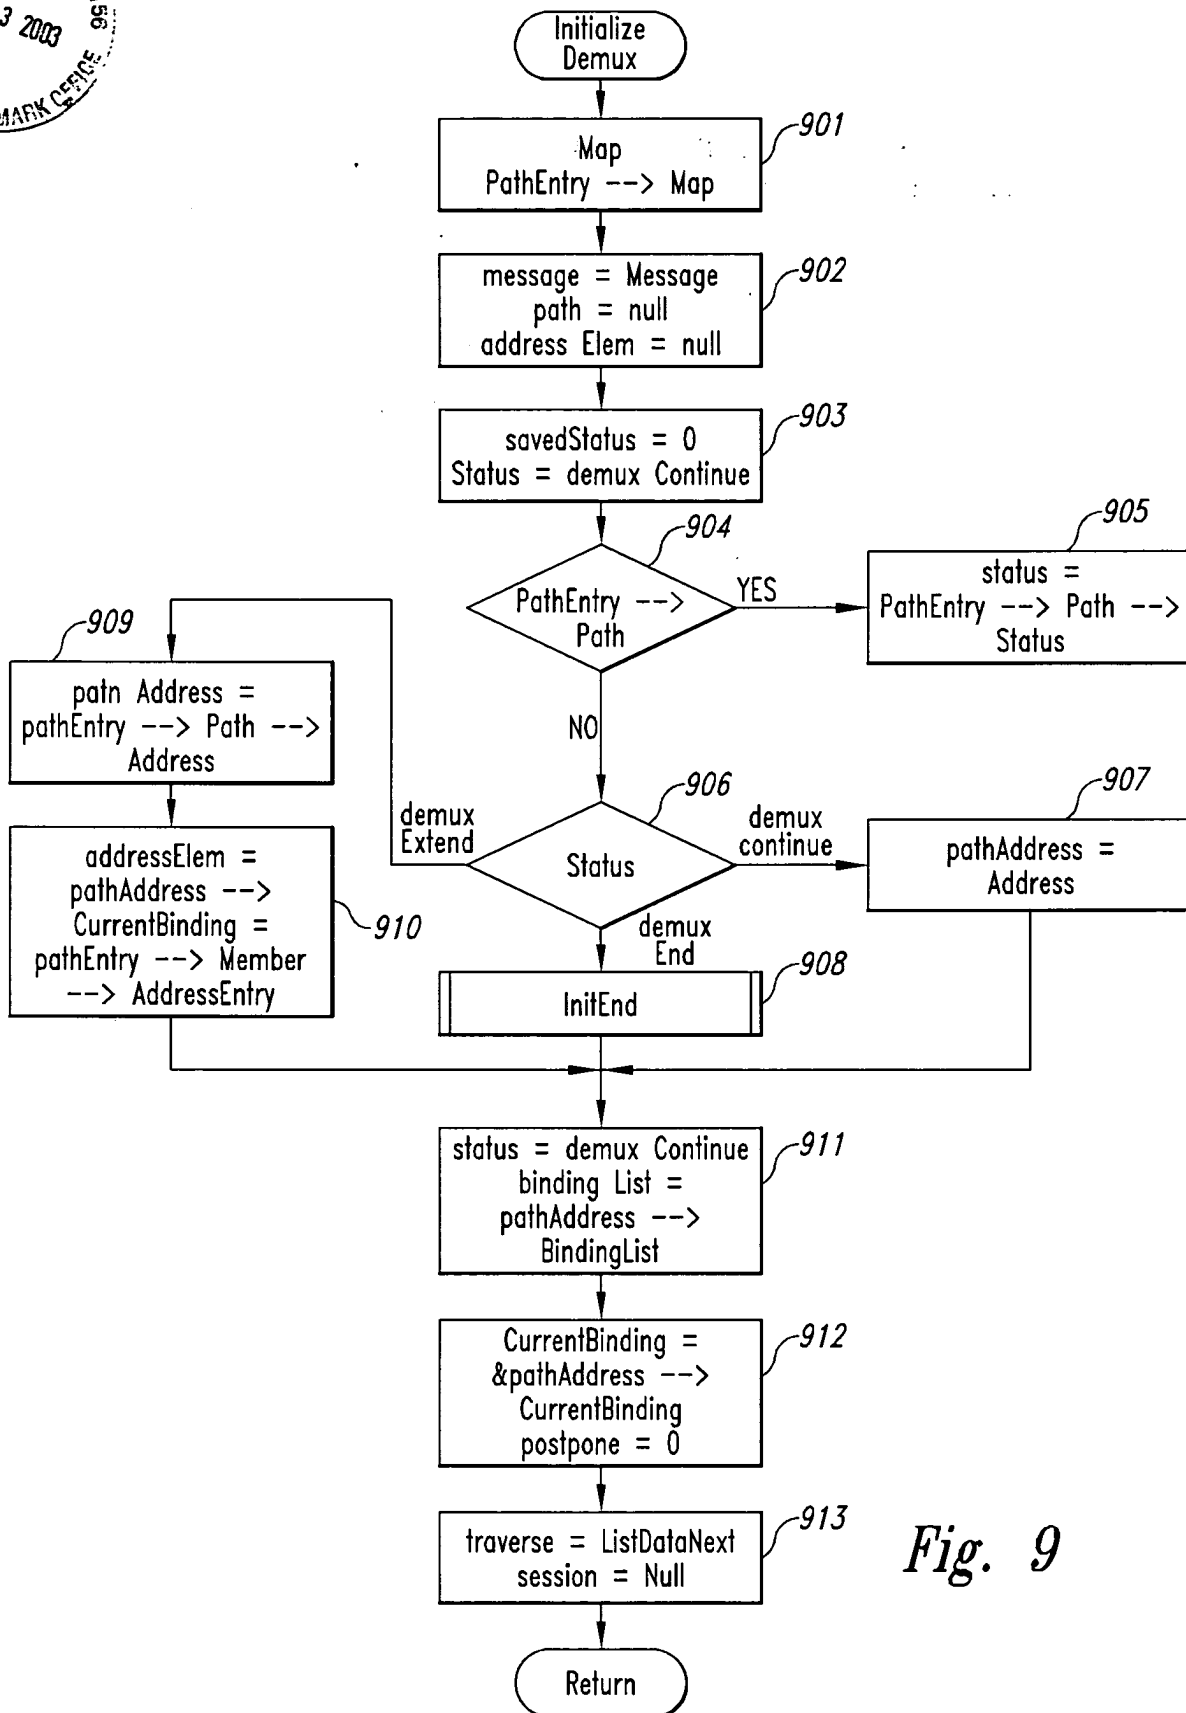 3 2003
56
MARK OFFICE
Initialize
Demux
901
Map
PathEntry --> Map
902
message = Message
path = null
address Elem = null
903
savedStatus = 0
Status = demux Continue
904
PathEntry -->
Path
YES
905
status =
PathEntry --> Path -->
Status
NO
909
patn Address =
pathEntry --> Path -->
Address
906
Status
demux
Extend
demux
continue
demux
End
907
pathAddress =
Address
910
addressElem =
pathAddress -->
CurrentBinding =
pathEntry --> Member
--> AddressEntry
908
InitEnd
911
status = demux Continue
binding List =
pathAddress -->
BindingList
912
CurrentBinding =
&pathAddress -->
CurrentBinding
postpone = 0
913
traverse = ListDataNext
session = Null
Return
Fig. 9